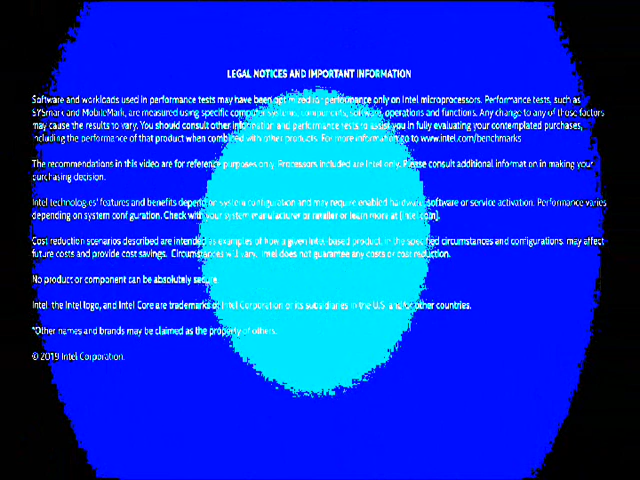 LEGAL NOTICES AND IMPORTANT INFORMATION
Software and workloads used in performance tests may have been optimized for performance only on Intel microprocessors. Performance tests, such as
SYSmark and MobileMark, are measured using specific computer systems, components, software, operations and functions. Any change to any of those factors
may cause the results to vary. You should consult other information and performance tests to assist you in fully evaluating your contemplated purchases,
including the performance of that product when combined with other products. For more information go to www.intel.com/benchmarks
The recommendations in this video are for reference purposes only. Processors included are Intel only. Please consult additional information in making your
purchasing decision.
Intel technologies' features and benefits depend on system configuration and may require enabled hardware, software or service activation. Performance varies
depending on system configuration. Check with your system manufacturer or retailer or learn more at [intel.com].
Cost reduction scenarios described are intended as examples of how a given Intel-based product, in the specified circumstances and configurations, may affect
future costs and provide cost savings. Circumstances will vary. Intel does not guarantee any costs or cost reduction.
No product or component can be absolutely secure.
Intel, the Intel logo, and Intel Core are trademarks of Intel Corporation or its subsidiaries in the U.S. and/or other countries.
*Other names and brands may be claimed as the property of others.
© 2019 Intel Corporation.